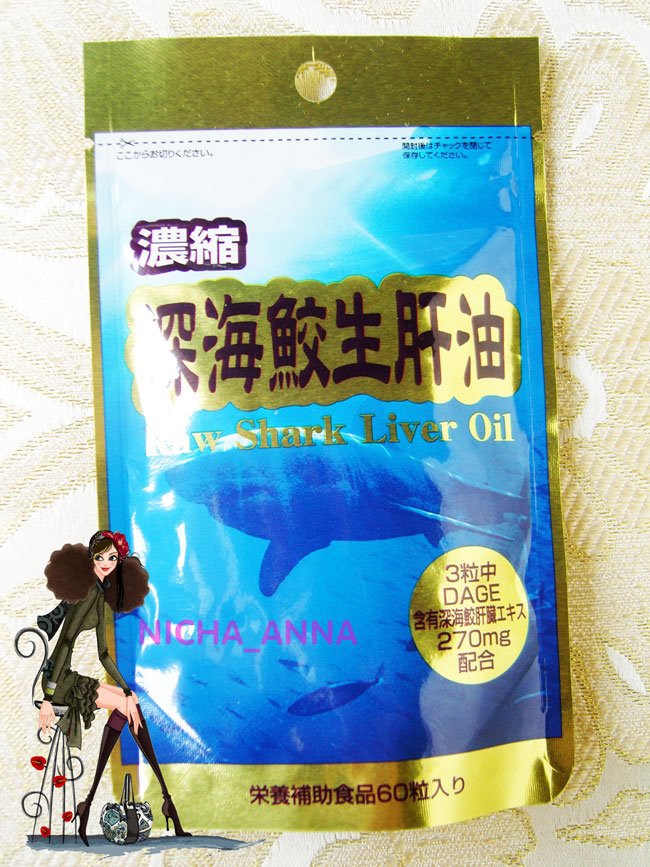 ここからお切りください。
開封後はチャックを閉じて
保存してください。
濃縮
深海鮫生肝油
Raw Shark Liver Oil
3粒中
DAGE
含有深海鮫肝臓エキス
270mg
配合
NICHA_ANNA
栄養補助食品60粒入り